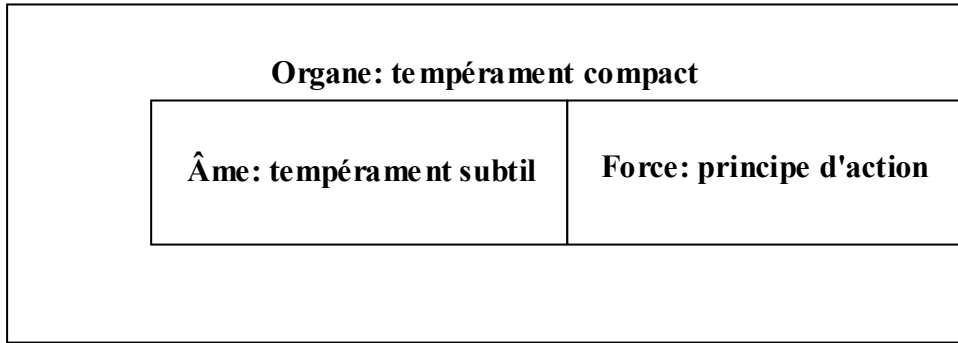 Organe: tempérament compact
Âme: tempérament subtil
Force: principe d'action